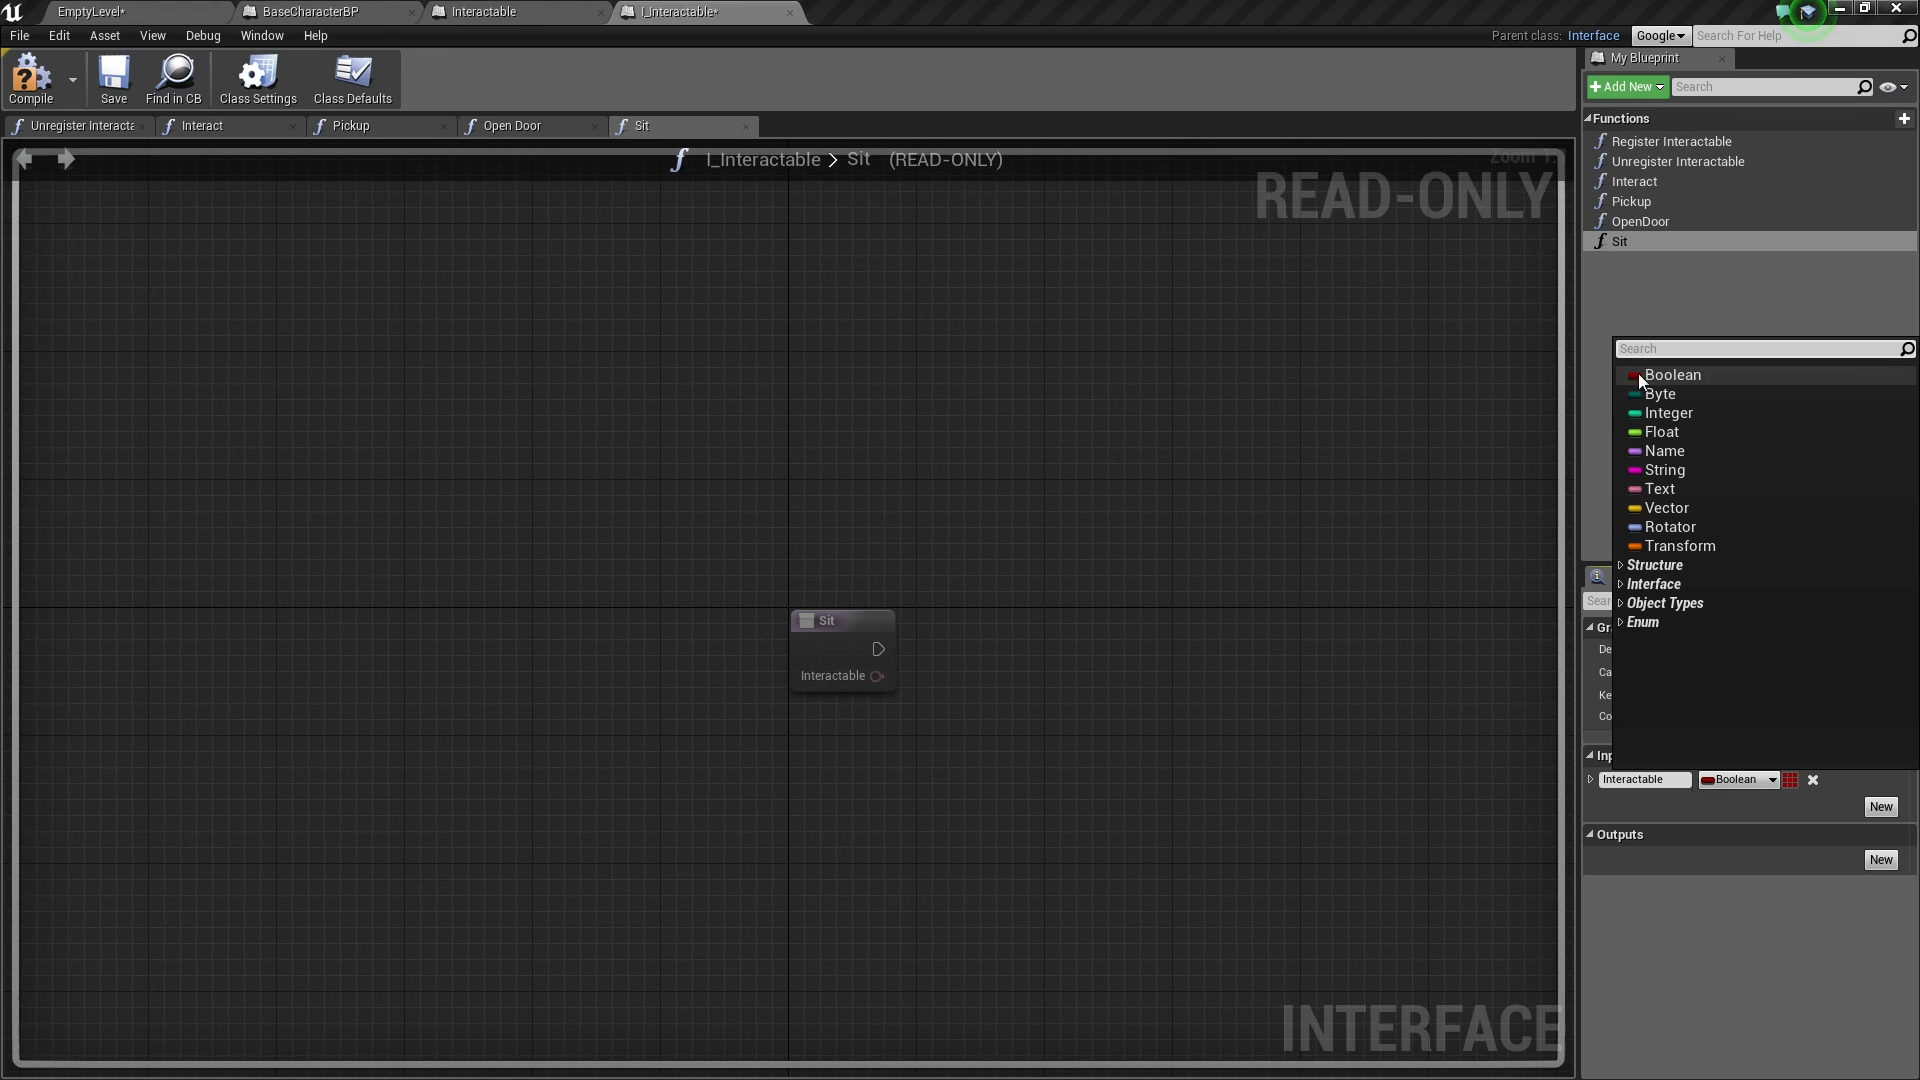 EmptyLevel*
BaseCharacterBP
Interactable
I_Interactable*
File Edit Asset View Debug Window Help
Parent class: Interface Google Search For Help
Compile Save Find in CB Class Settings Class Defaults
My Blueprint
Add New Search
Unregister Interacta Interact Pickup Open Door Sit
Functions
I_Interactable > Sit (READ-ONLY)
READ-ONLY
Register Interactable
Unregister Interactable
Interact
Pickup
OpenDoor
Sit
Search
Boolean
Byte
Integer
Float
Name
String
Text
Vector
Rotator
Transform
Structure
Interface
Object Types
Enum
Sit
Interactable
Sear
Gr
De
Ca
Ke
Co
Inp
Interactable Boolean
New
Outputs
New
INTERFACE